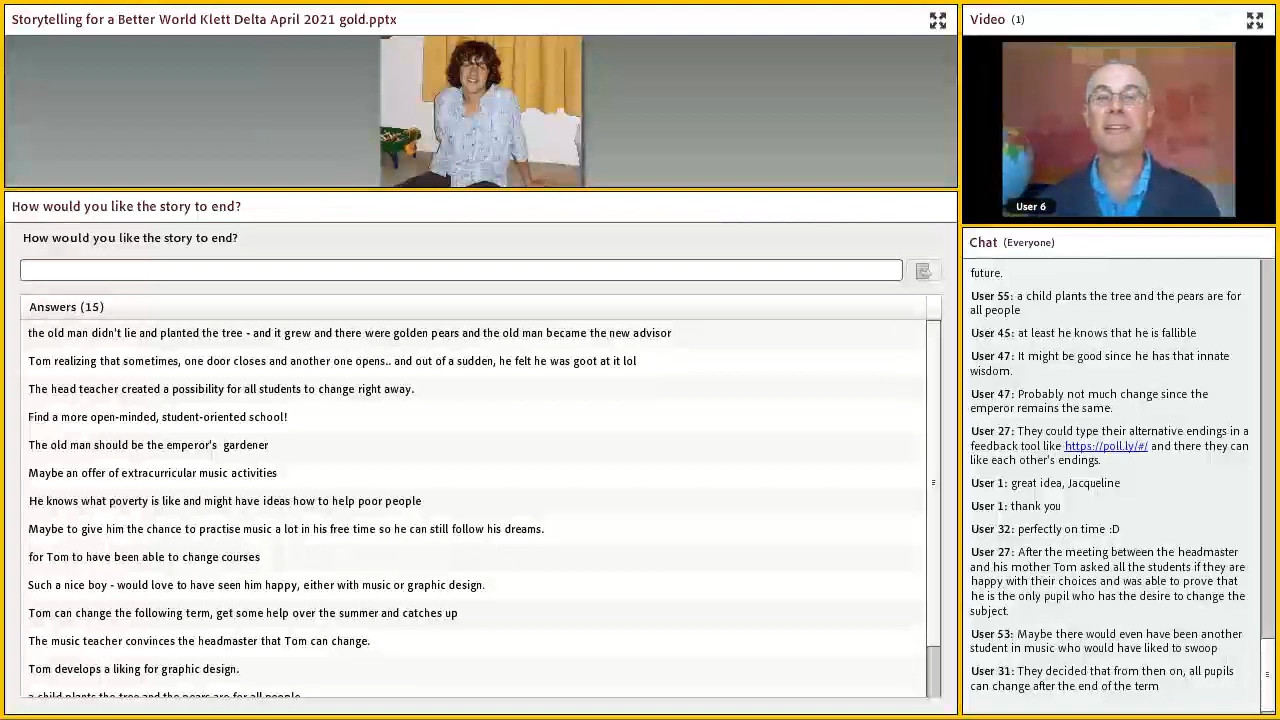 Storytelling for a Better World Klett Delta April 2021 gold.pptx
How would you like the story to end?
How would you like the story to end?
Answers (15)
the old man didn't lie and planted the tree - and it grew and there were golden pears and the old man became the new advisor
Tom realizing that sometimes, one door closes and another one opens.. and out of a sudden, he felt he was goot at it lol
The head teacher created a possibility for all students to change right away.
Find a more open-minded, student-oriented school!
The old man should be the emperor's gardener
Maybe an offer of extracurricular music activities
He knows what poverty is like and might have ideas how to help poor people
Maybe to give him the chance to practise music a lot in his free time so he can still follow his dreams.
for Tom to have been able to change courses
Such a nice boy - would love to have seen him happy, either with music or graphic design.
Tom can change the following term, get some help over the summer and catches up
The music teacher convinces the headmaster that Tom can change.
Tom develops a liking for graphic design.
a child plants the tree and the pears are for all people
Video (1)
User 6
Chat (Everyone)
future.
User 55: a child plants the tree and the pears are for
all people
User 45: at least he knows that he is fallible
User 47: It might be good since he has that innate
wisdom.
User 47: Probably not much change since the
emperor remains the same.
User 27: They could type their alternative endings in a
feedback tool like https://poll.ly/#/ and there they can
like each other's endings.
User 1: great idea, Jacqueline
User 1: thank you
User 32: perfectly on time :D
User 27: After the meeting between the headmaster
and his mother Tom asked all the students if they are
happy with their choices and was able to prove that
he is the only pupil who has the desire to change the
subject.
User 53: Maybe there would even have been another
student in music who would have liked to swoop
User 31: They decided that from then on, all pupils
can change after the end of the term